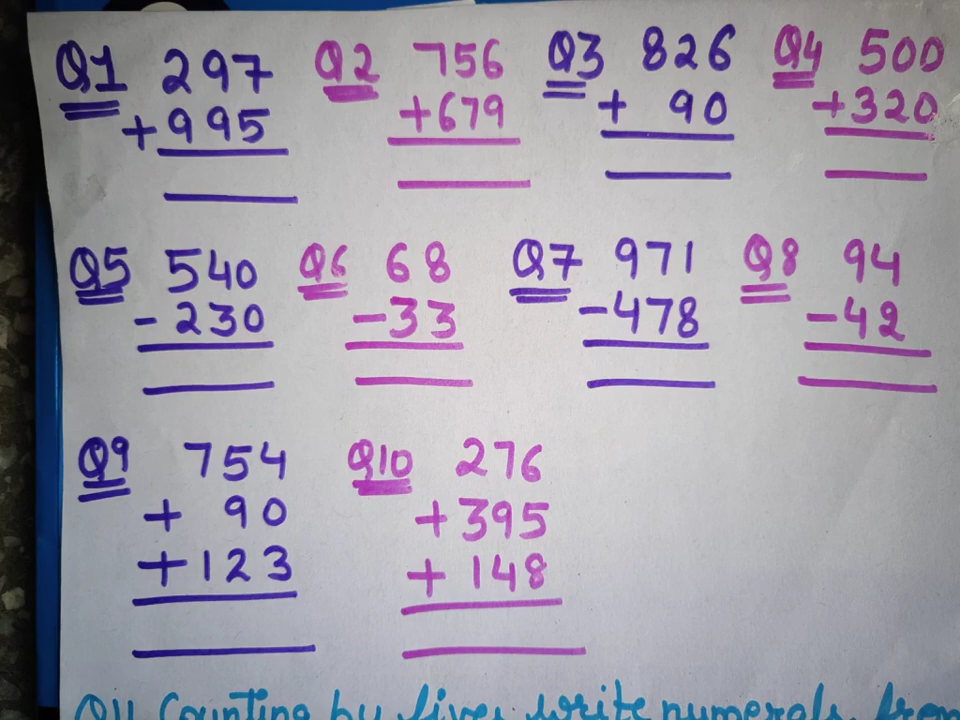 Q1 297 Q2 756 Q3 826 Q4 500
+995 +679 + 90 +320
Q5 540 Q6 68 Q7 971 Q8 94
-230 -33 -478 -42
Q9 754 Q10 276
+ 90 +395
+123 +148
Q11 Counting by fives write numerals from